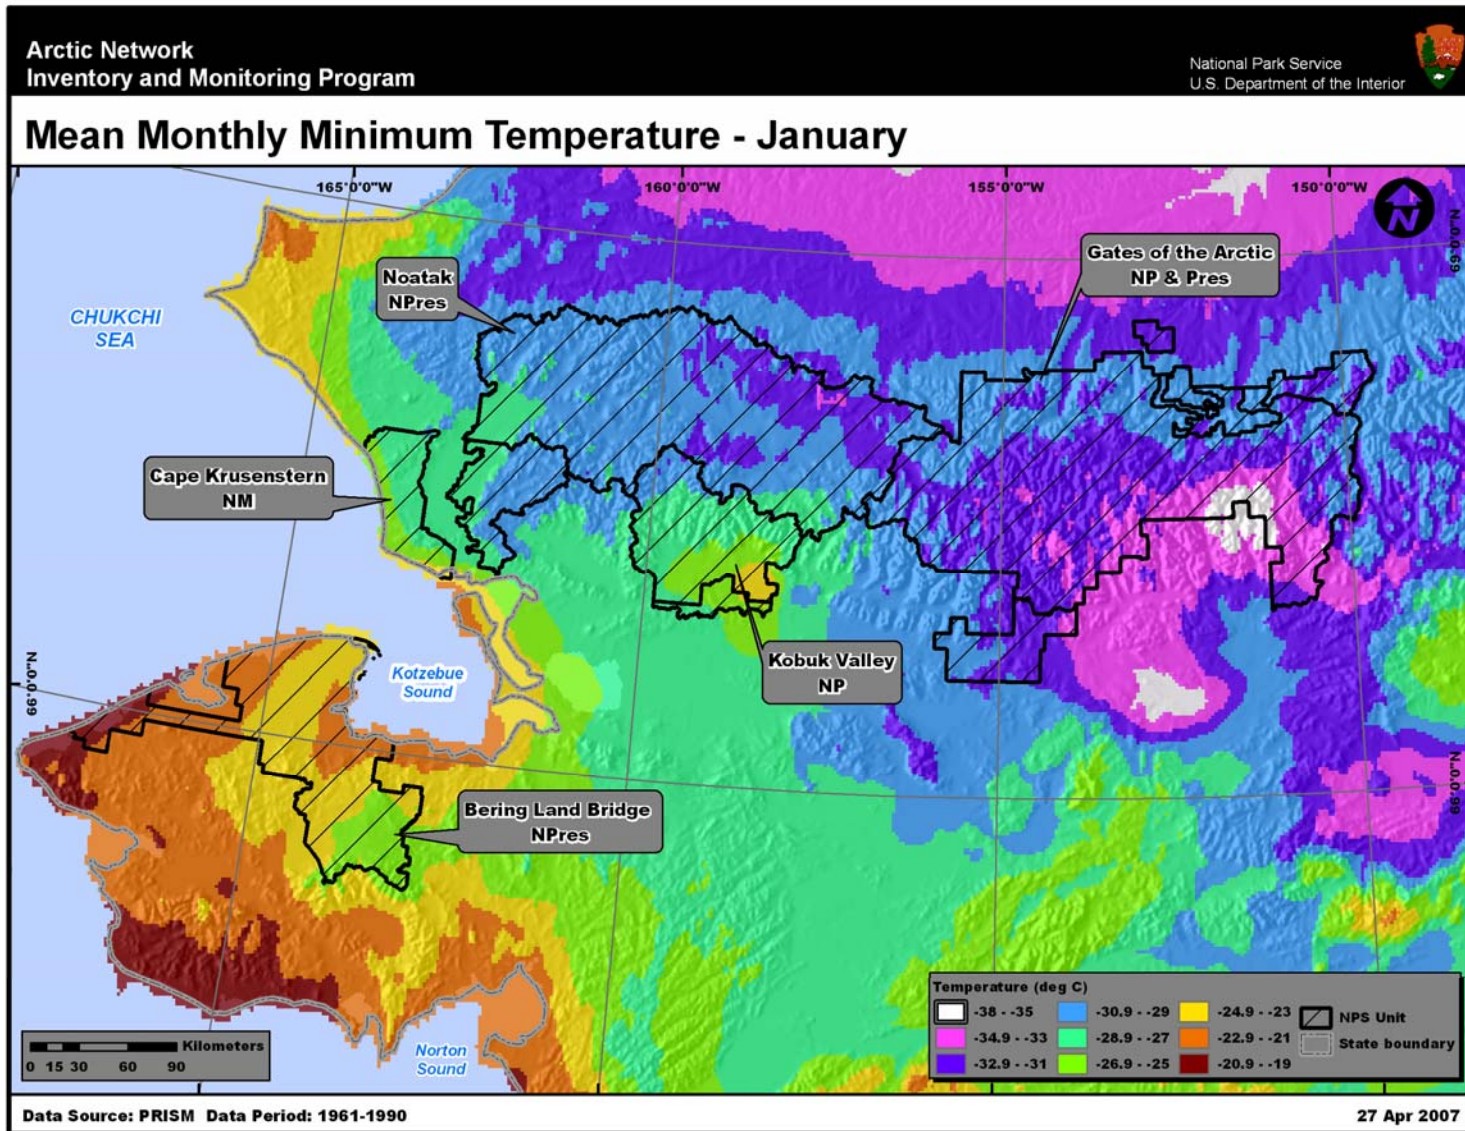 Arctic Network
Inventory and Monitoring Program
National Park Service
U.S. Department of the Interior
Mean Monthly Minimum Temperature - January
165°0'0"W
160°0'0"W
155°0'0"W
150°0'0"W
N
69°0'0"N
CHUKCHI
SEA
Noatak
NPres
Gates of the Arctic
NP & Pres
Cape Krusenstern
NM
Kotzebue
Sound
Kobuk Valley
NP
66°0'0"N
66°0'0"N
Bering Land Bridge
NPres
Norton
Sound
Kilometers
0 15 30 60 90
Temperature (deg C)
-38 - -35
-30.9 - -29
-24.9 - -23
NPS Unit
-34.9 - -33
-28.9 - -27
-22.9 - -21
State boundary
-32.9 - -31
-26.9 - -25
-20.9 - -19
Data Source: PRISM Data Period: 1961-1990
27 Apr 2007